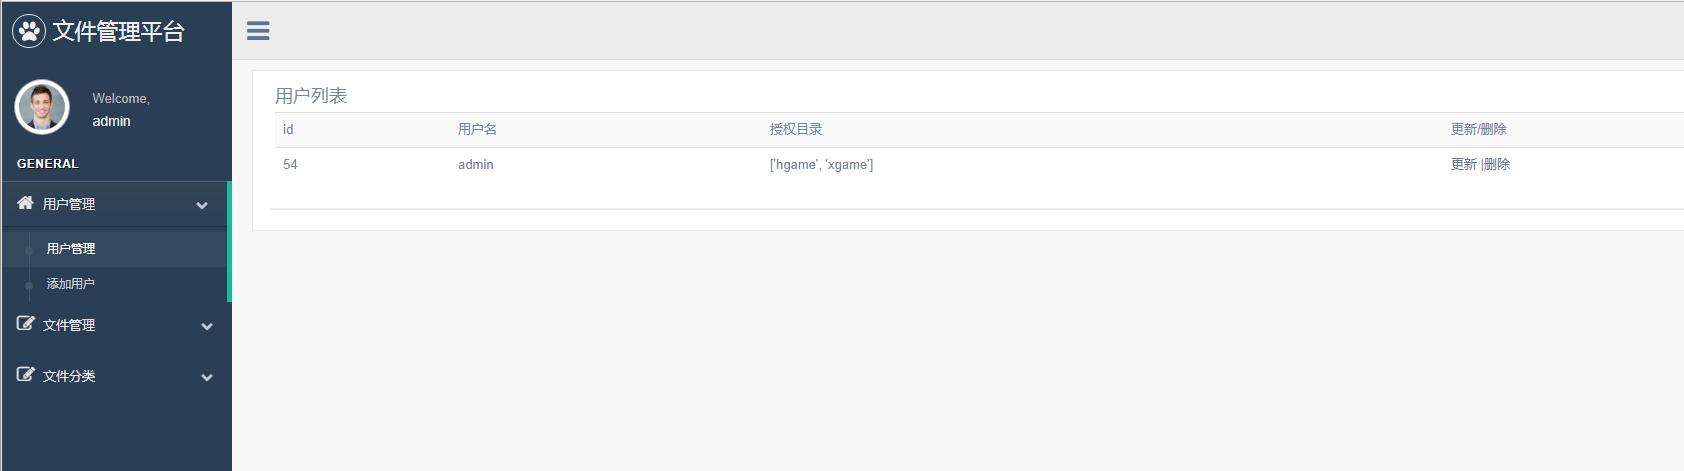 文件管理平台
Welcome,
admin
GENERAL
用户管理
用户管理
添加用户
文件管理
文件分类
用户列表
id 用户名 授权目录 更新/删除
54 admin ['hgame', 'xgame'] 更新 |删除